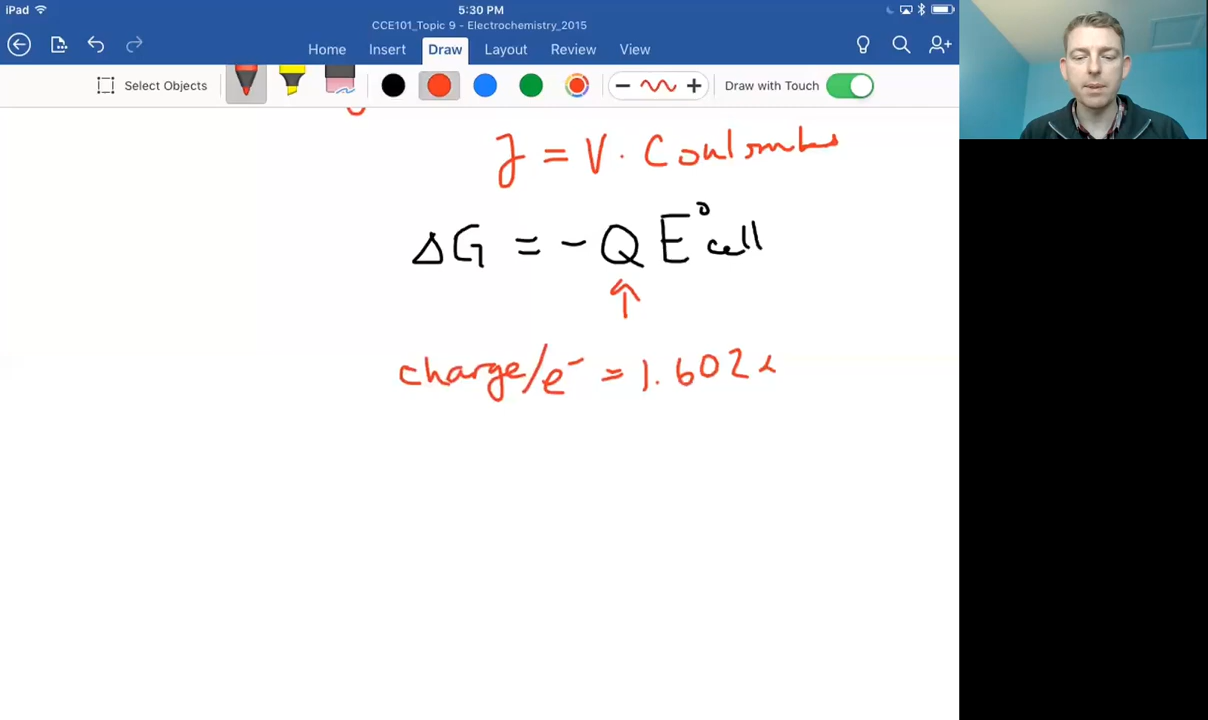 iPad 5:30 PM
CCE101_Topic 9 - Electrochemistry_2015
Home Insert Draw Layout Review View
Select Objects Draw with Touch
J = V · Coulombs
ΔG = - Q E° cell
charge/e⁻ = 1.602